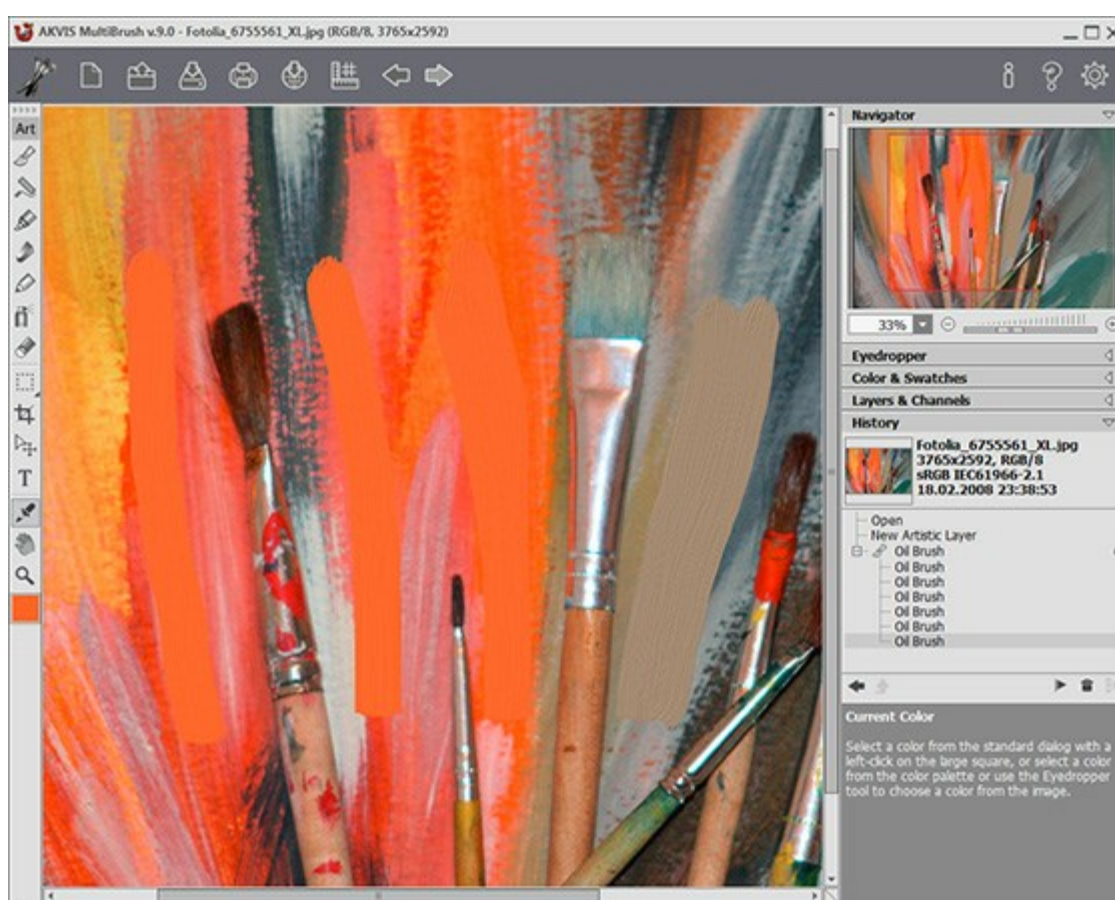 AKVIS MultiBrush v.9.0 - Fotolia_6755561_XL.jpg (RGB/8, 3765x2592)
Art
T
Navigator
33%
Eyedropper
Color & Swatches
Layers & Channels
History
Fotolia_6755561_XL.jpg
3765x2592, RGB/8
sRGB IEC61966-2.1
18.02.2008 23:38:53
Open
New Artistic Layer
Oil Brush
Oil Brush
Oil Brush
Oil Brush
Oil Brush
Oil Brush
Oil Brush
Current Color
Select a color from the standard dialog with a
left-click on the large square, or select a color
from the color palette or use the Eyedropper
tool to choose a color from the image.